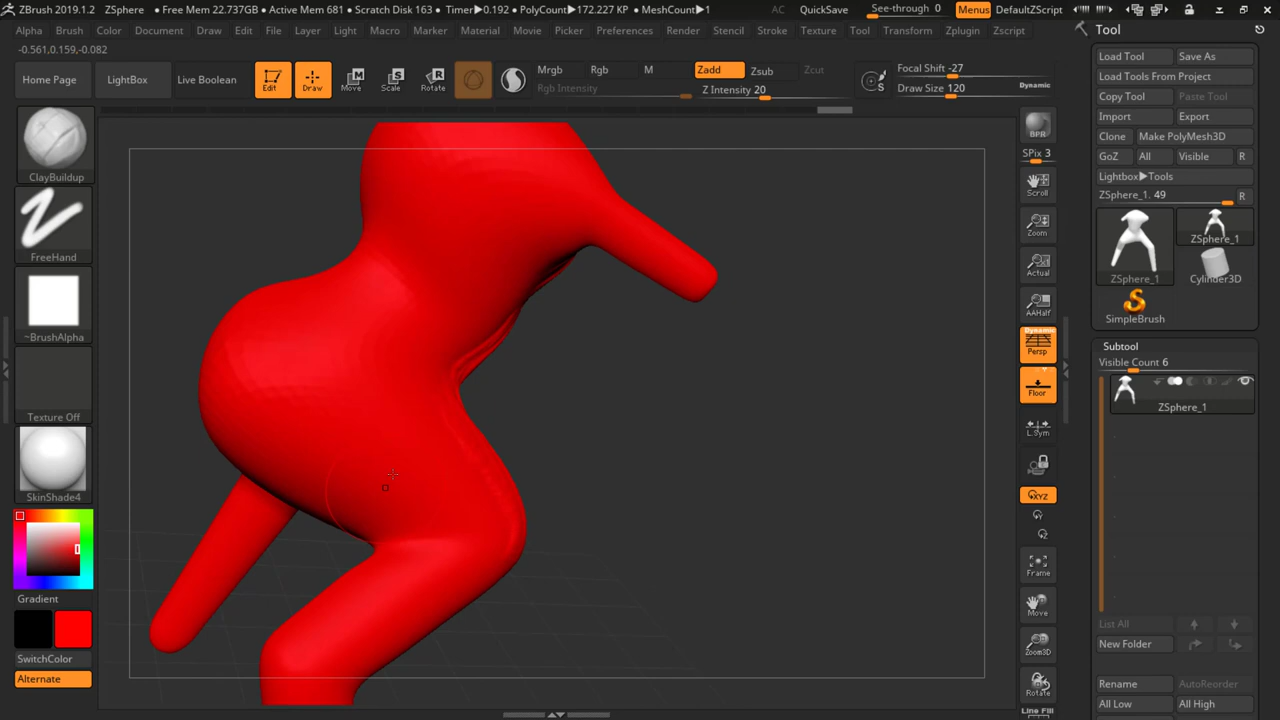 ZBrush 2019.1.2 ZSphere • Free Mem 22.737GB • Active Mem 681 • Scratch Disk 163 • Timer▶0.192 • PolyCount▶172.227 KP • MeshCount▶1 AC QuickSave See-through 0 Menus DefaultZScript
Alpha Brush Color Document Draw Edit File Layer Light Macro Marker Material Movie Picker Preferences Render Stencil Stroke Texture Tool Transform Zplugin Zscript
-0.561,0.159,-0.082
Home Page LightBox Live Boolean Edit Draw Move Scale Rotate
Mrgb Rgb M Zadd Zsub Zcut
Rgb Intensity Z Intensity 20
Focal Shift -27
Draw Size 120 Dynamic
ClayBuildup
FreeHand
~BrushAlpha
Texture Off
SkinShade4
Gradient
SwitchColor
Alternate
BPR
SPix 3
Scroll
Zoom
Actual
AAHalf
Dynamic
Persp
Floor
L.Sym
XYZ
Frame
Move
Zoom3D
Rotate
Line Fill
Tool
Load Tool Save As
Load Tools From Project
Copy Tool Paste Tool
Import Export
Clone Make PolyMesh3D
GoZ All Visible R
Lightbox▶Tools
ZSphere_1. 49 R
ZSphere_1 ZSphere_1
Cylinder3D
SimpleBrush
Subtool
Visible Count 6
ZSphere_1
List All
New Folder
Rename AutoReorder
All Low All High